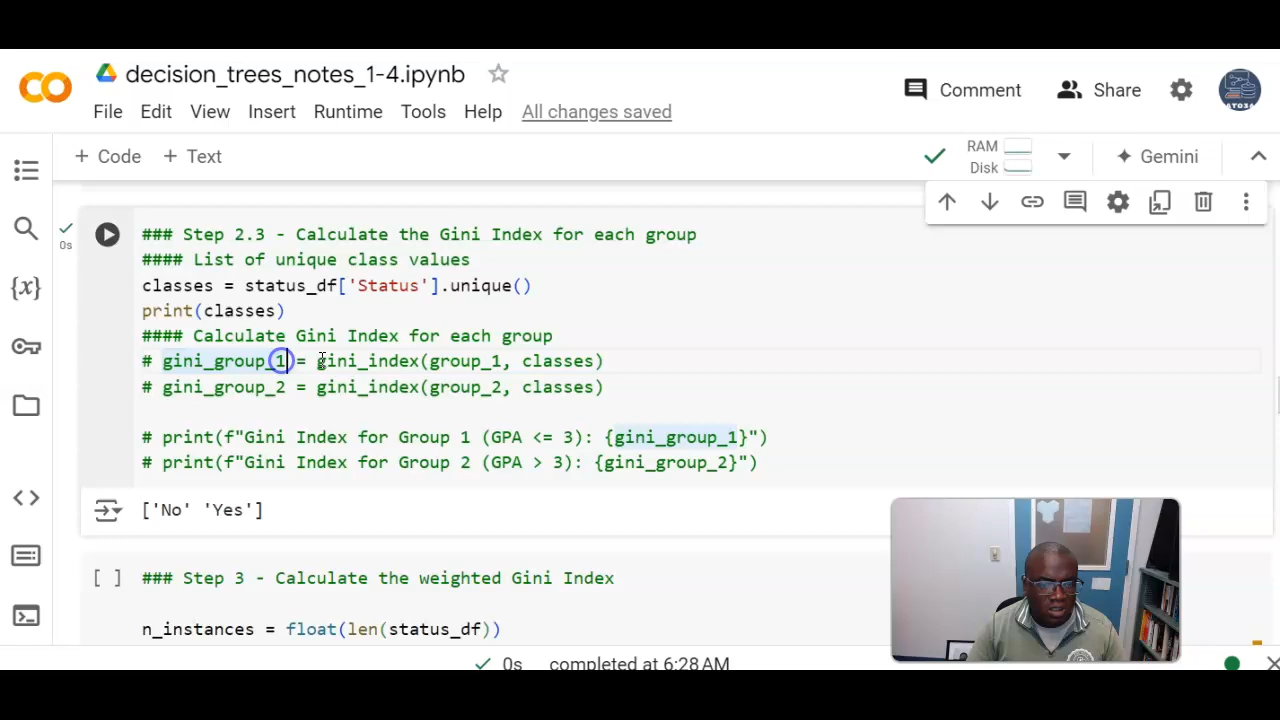 decision_trees_notes_1-4.ipynb
Comment
Share
File Edit View Insert Runtime Tools Help All changes saved
+ Code + Text
RAM
Disk
Gemini
### Step 2.3 - Calculate the Gini Index for each group
#### List of unique class values
classes = status_df['Status'].unique()
print(classes)
#### Calculate Gini Index for each group
# gini_group_1 = gini_index(group_1, classes)
# gini_group_2 = gini_index(group_2, classes)
# print(f"Gini Index for Group 1 (GPA <= 3): {gini_group_1}")
# print(f"Gini Index for Group 2 (GPA > 3): {gini_group_2}")
0s
['No' 'Yes']
[ ] ### Step 3 - Calculate the weighted Gini Index
n_instances = float(len(status_df))
0s completed at 6:28 AM